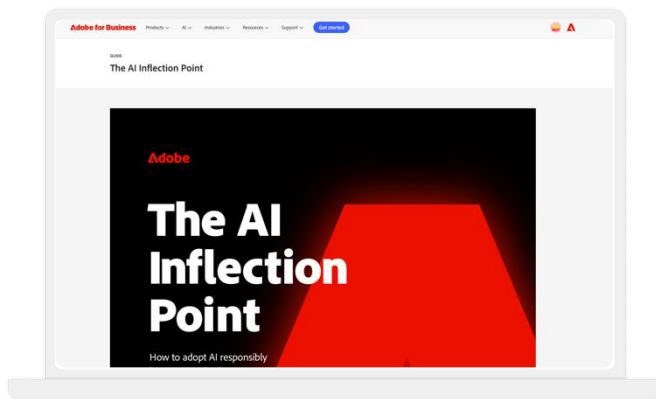 Adobe for Business Products AI Industries Resources Support Get started
GUIDE
The AI Inflection Point
Adobe
The AI
Inflection
Point
How to adopt AI responsibly